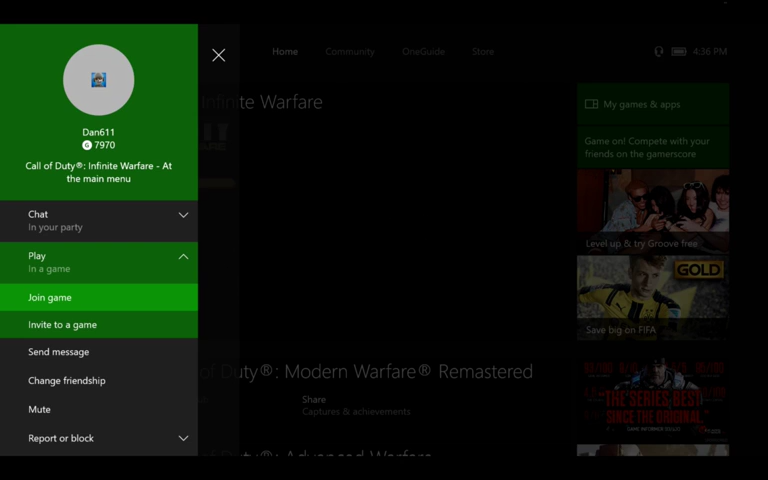 Home
Community
OneGuide
Store
4:36 PM
Infinite Warfare
Dan611
G 7970
Call of Duty®: Infinite Warfare - At
the main menu
Chat
In your party
Play
In a game
Join game
Invite to a game
Send message
Change friendship
Mute
Report or block
My games & apps
Game on! Compete with your
friends on the gamerscore
Level up & try Groove free
GOLD
Save big on FIFA
of Duty®: Modern Warfare® Remastered
Share
Captures & achievements
"THE SERIES' BEST
SINCE THE ORIGINAL."
of Duty®: Advanced Warfare